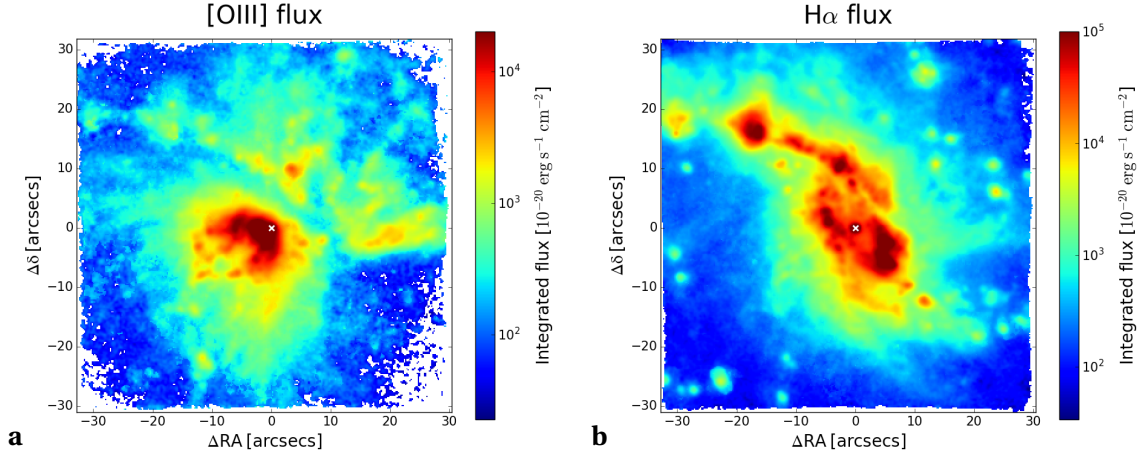 [OIII] flux
30
20
10
0
−10
−20
−30
−30 −20 −10 0 10 20 30
Δδ [arcsecs]
ΔRA [arcsecs]
10⁴
10³
10²
Integrated flux [10⁻²⁰ erg s⁻¹ cm⁻²]
a
Hα flux
30
20
10
0
−10
−20
−30
−30 −20 −10 0 10 20 30
Δδ [arcsecs]
ΔRA [arcsecs]
10⁵
10⁴
10³
10²
Integrated flux [10⁻²⁰ erg s⁻¹ cm⁻²]
b